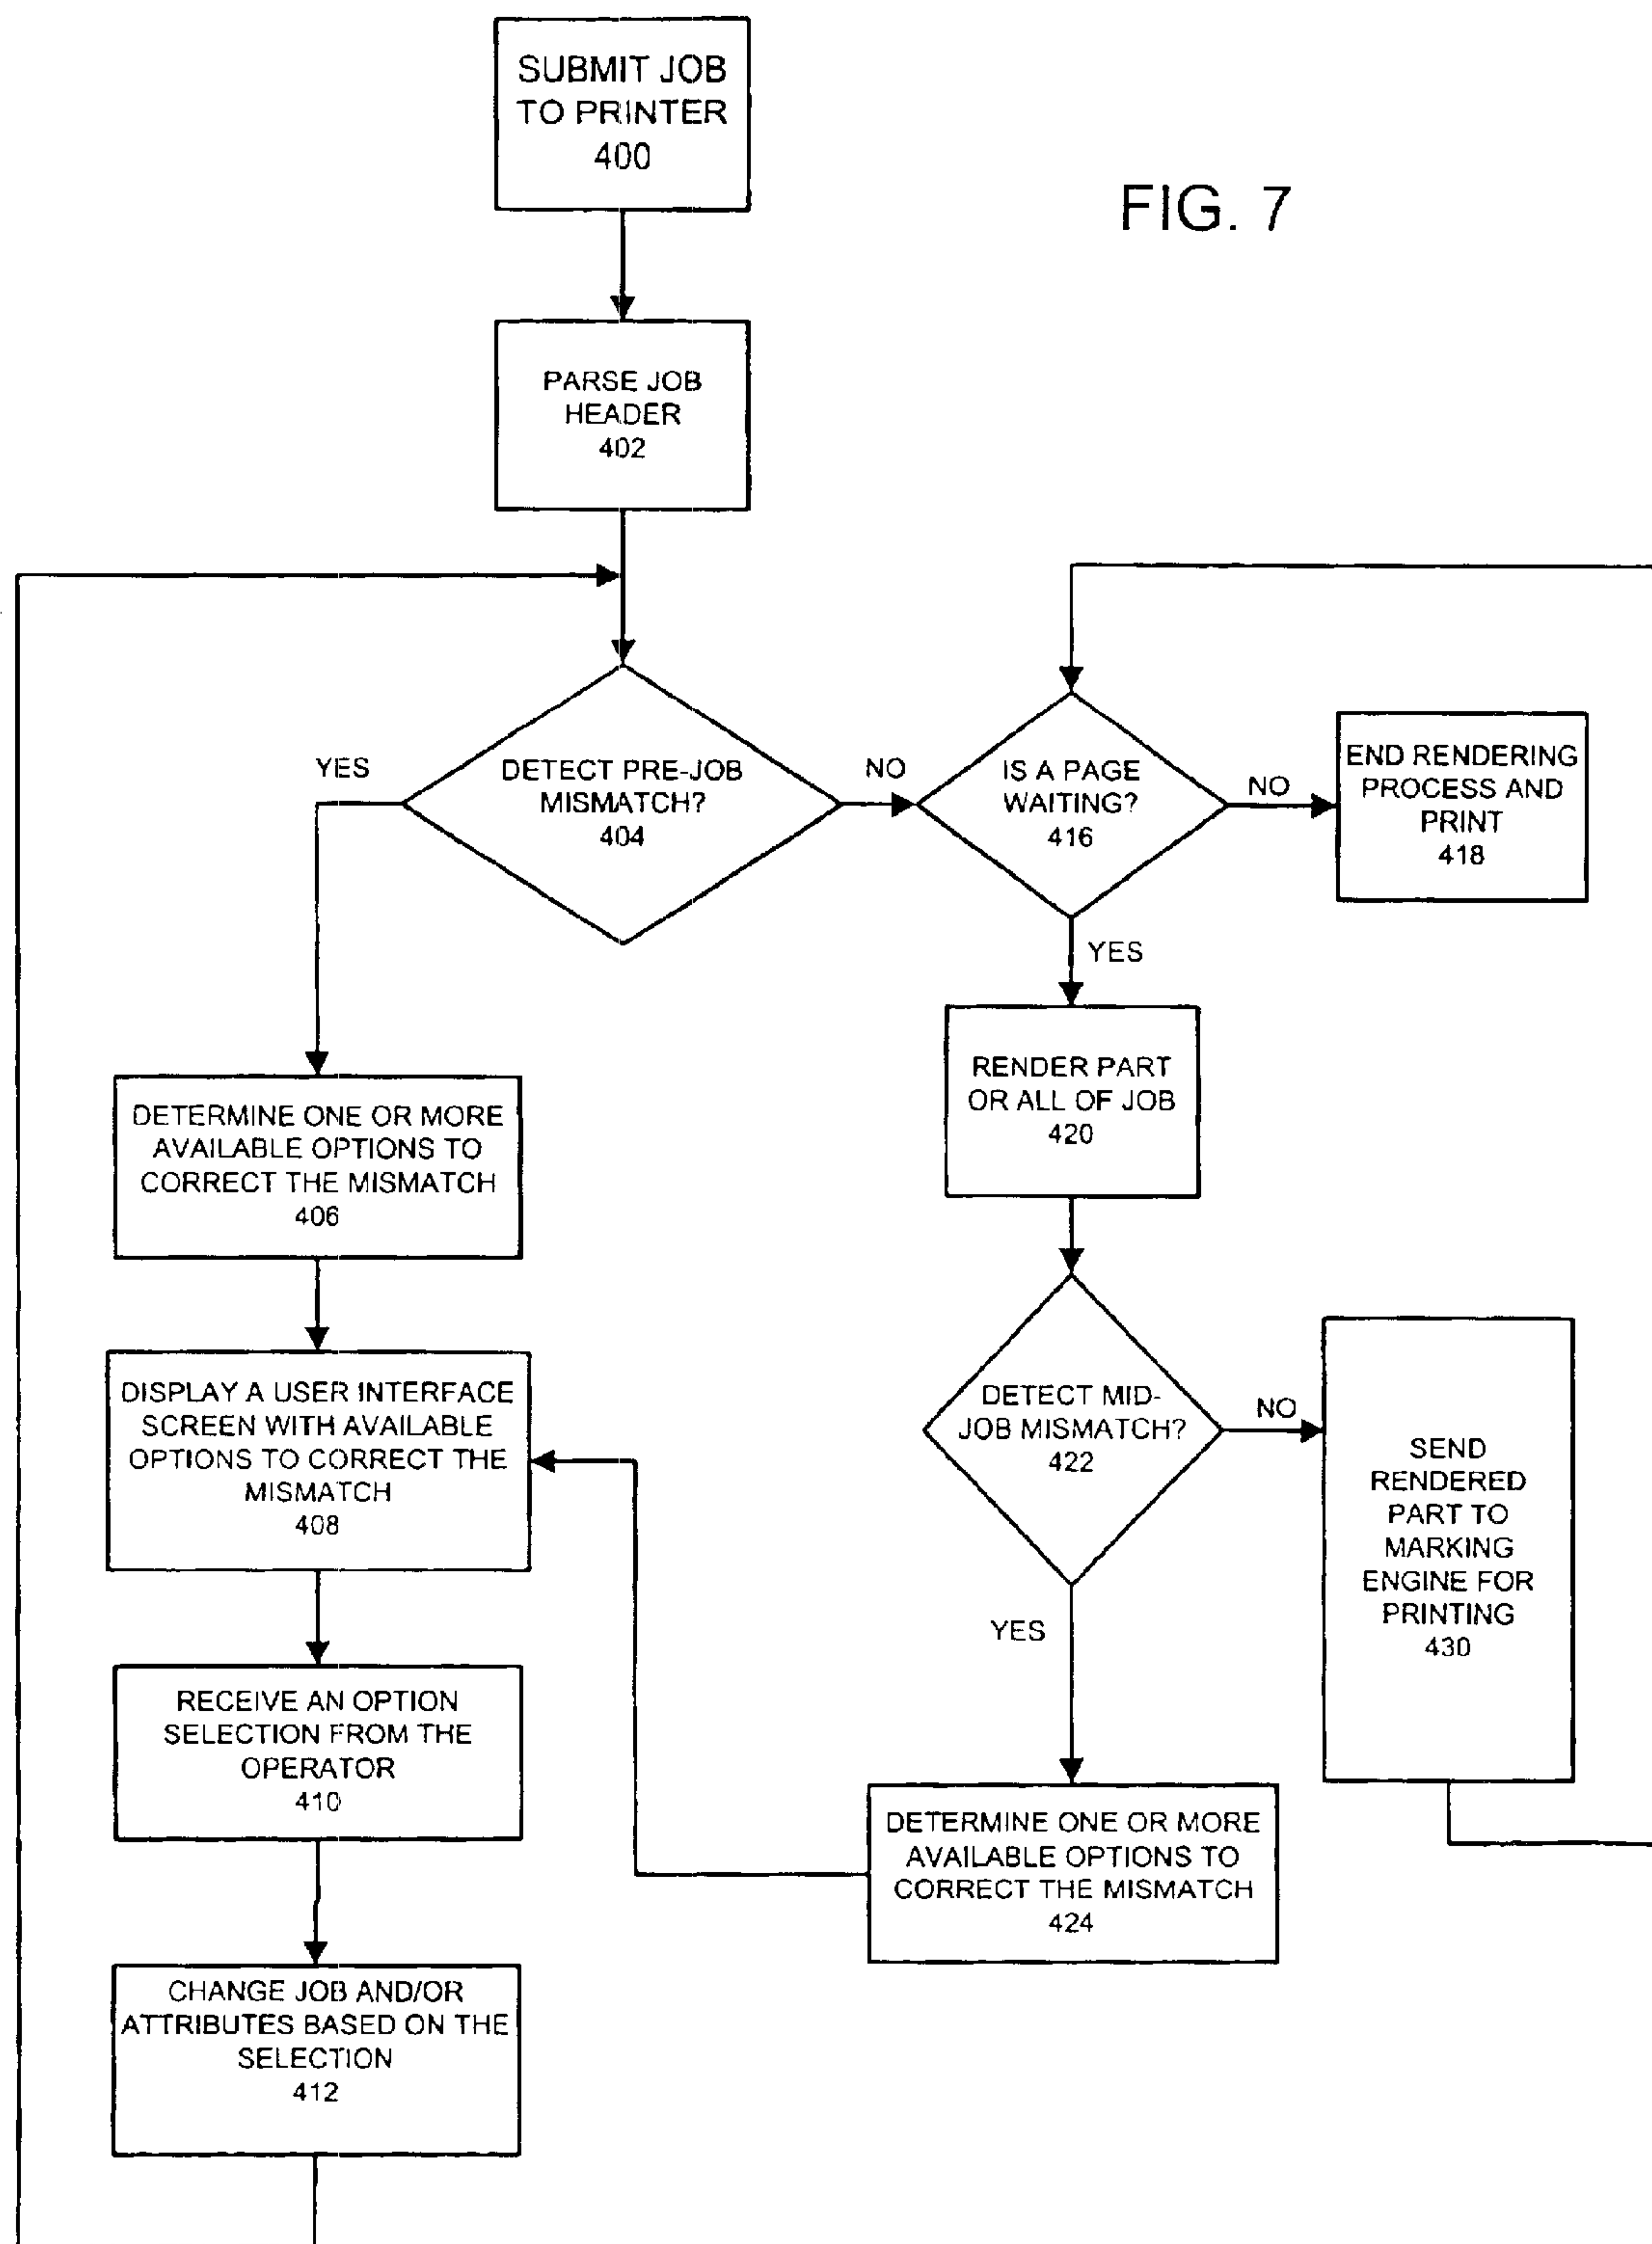 SUBMIT JOB
TO PRINTER
400
FIG. 7
PARSE JOB
HEADER
402
YES
DETECT PRE-JOB
MISMATCH?
404
NO
IS A PAGE
WAITING?
416
NO
END RENDERING
PROCESS AND
PRINT
418
YES
RENDER PART
OR ALL OF JOB
420
DETERMINE ONE OR MORE
AVAILABLE OPTIONS TO
CORRECT THE MISMATCH
406
DISPLAY A USER INTERFACE
SCREEN WITH AVAILABLE
OPTIONS TO CORRECT THE
MISMATCH
408
DETECT MID-
JOB MISMATCH?
422
NO
SEND
RENDERED
PART TO
MARKING
ENGINE FOR
PRINTING
430
YES
RECEIVE AN OPTION
SELECTION FROM THE
OPERATOR
410
DETERMINE ONE OR MORE
AVAILABLE OPTIONS TO
CORRECT THE MISMATCH
424
CHANGE JOB AND/OR
ATTRIBUTES BASED ON THE
SELECTION
412